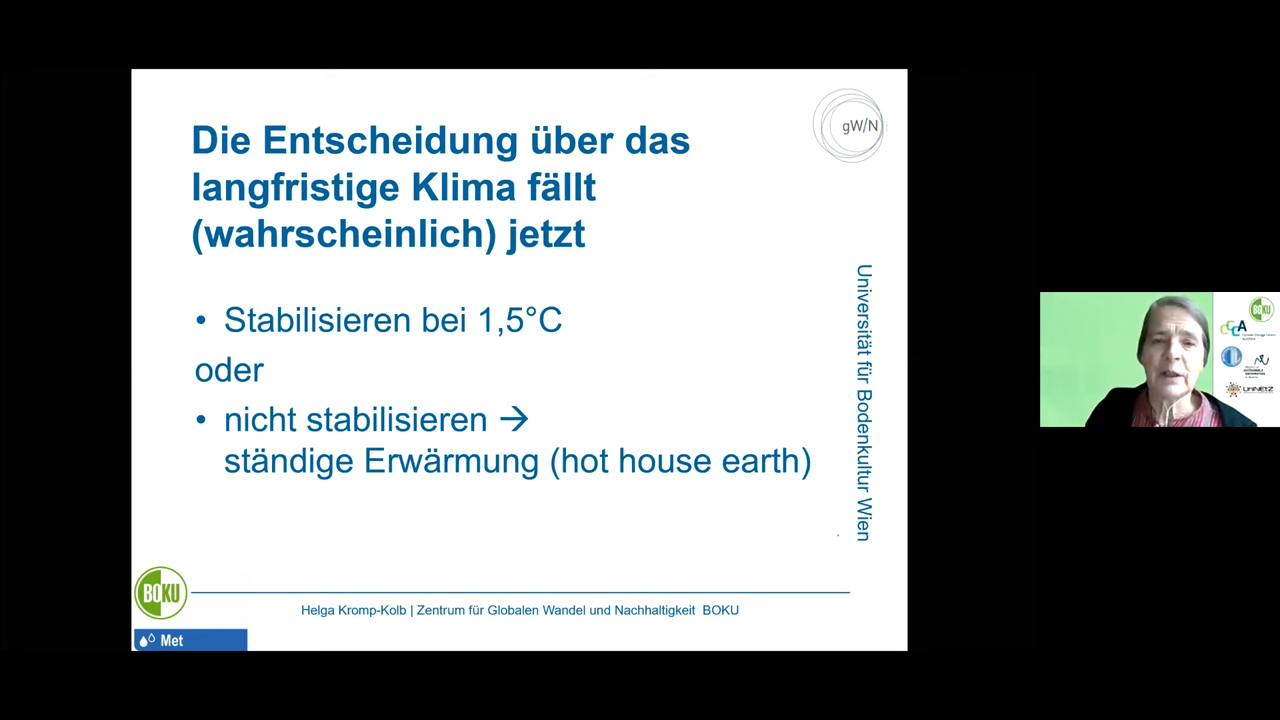 Die Entscheidung über das
langfristige Klima fällt
(wahrscheinlich) jetzt
gW/N
• Stabilisieren bei 1,5°C
oder
• nicht stabilisieren →
ständige Erwärmung (hot house earth)
Universität für Bodenkultur Wien
BOKU
Helga Kromp-Kolb | Zentrum für Globalen Wandel und Nachhaltigkeit BOKU
Met
BOKU
CCCA
UniNEtZ